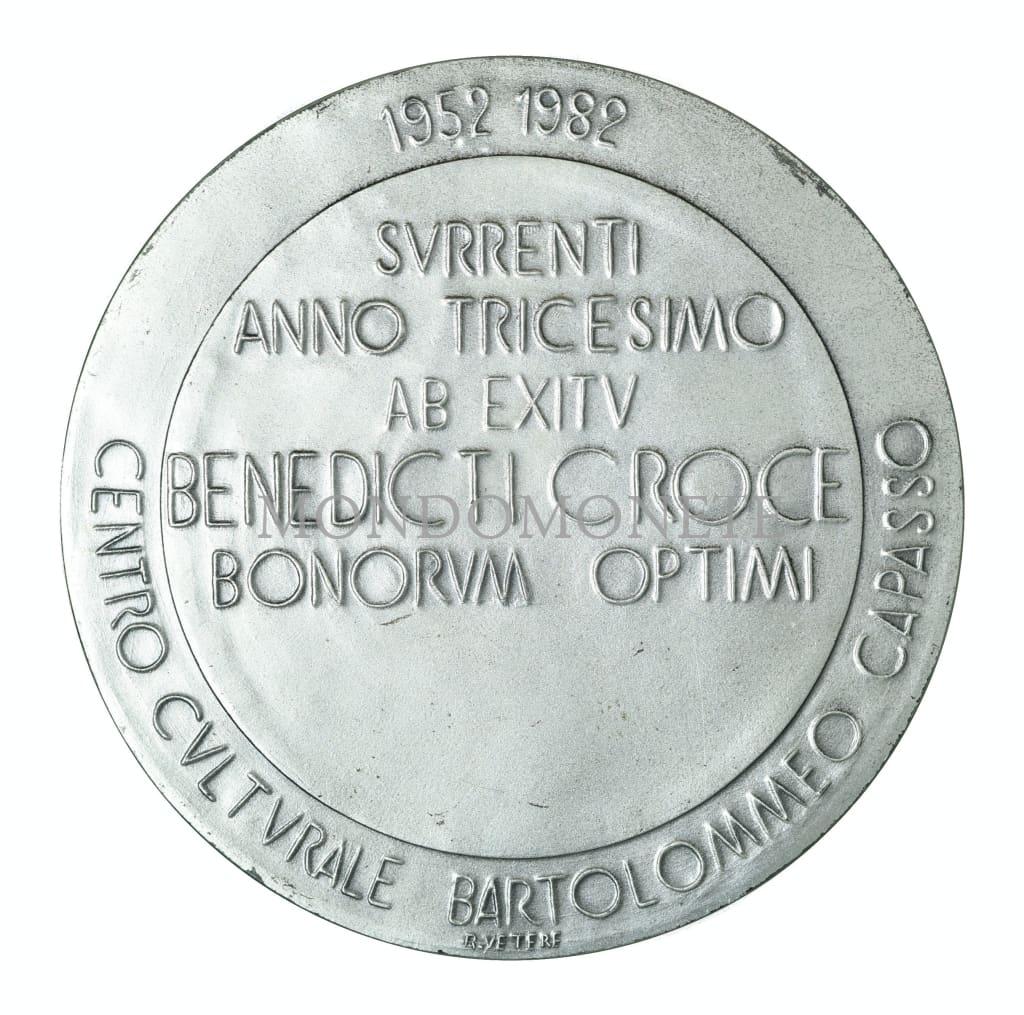 1952 1982
SVRRENTI
ANNO TRICESIMO
AB EXITV
BENEDICTI CROCE
BONORVM OPTIMI
CENTRO CVLTVRALE BARTOLOMMEO CAPASSO
R.VETERE
MONDOMONETE